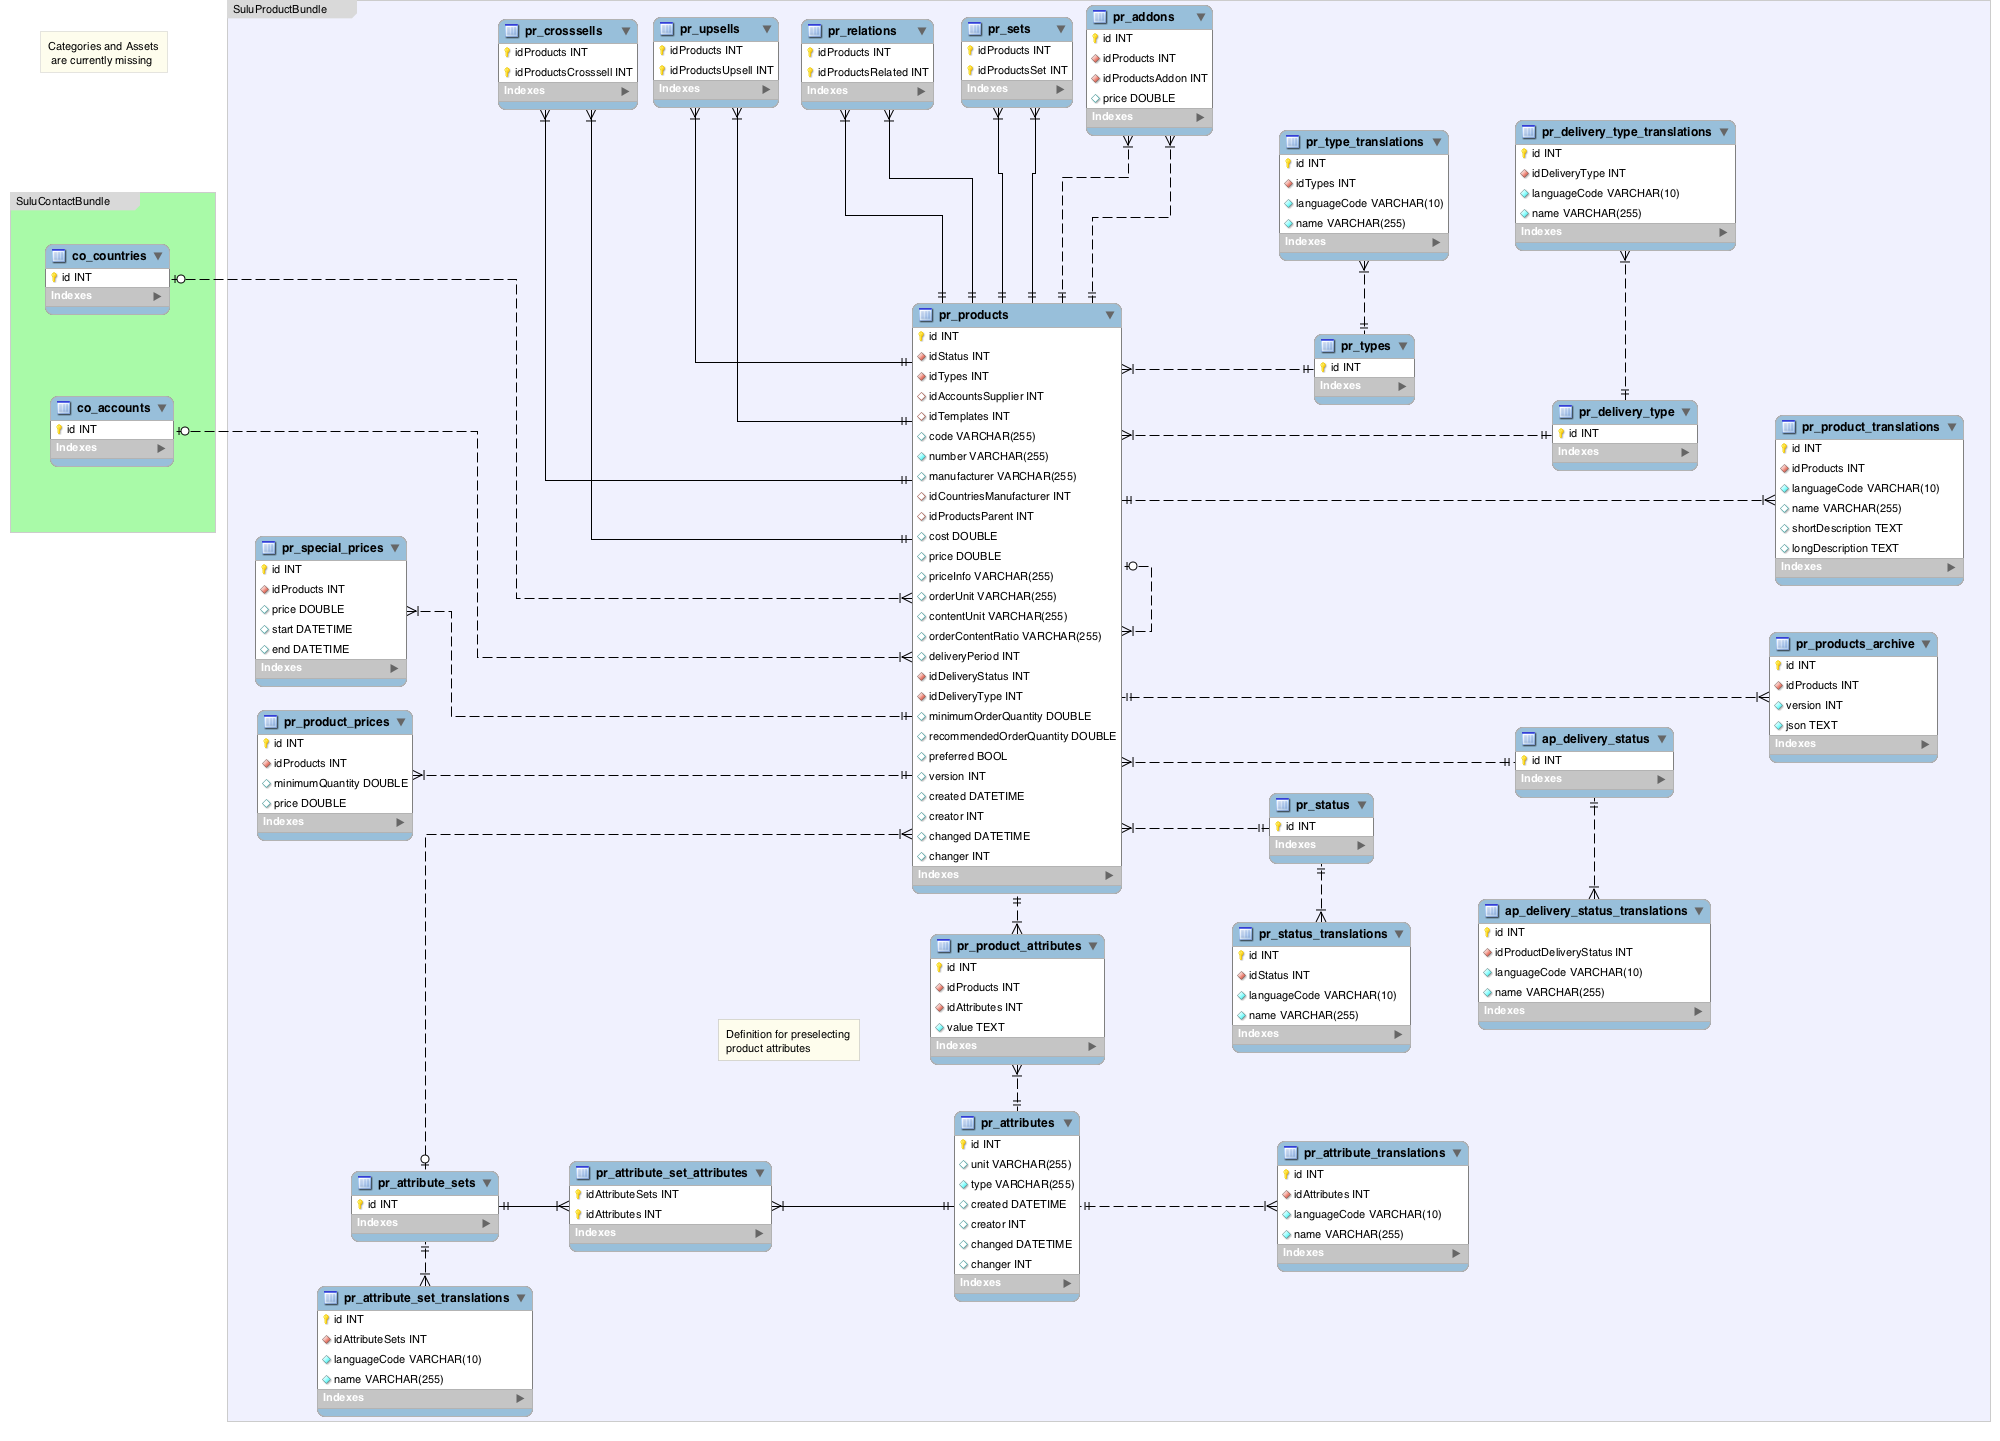 SuluProductBundle
Categories and Assets
are currently missing
pr_crosssells
idProducts INT
idProductsCrosssell INT
Indexes
pr_upsells
idProducts INT
idProductsUpsell INT
Indexes
pr_relations
idProducts INT
idProductsRelated INT
Indexes
pr_sets
idProducts INT
idProductsSet INT
Indexes
pr_addons
id INT
idProducts INT
idProductsAddon INT
price DOUBLE
Indexes
pr_type_translations
id INT
idTypes INT
languageCode VARCHAR(10)
name VARCHAR(255)
Indexes
pr_delivery_type_translations
id INT
idDeliveryType INT
languageCode VARCHAR(10)
name VARCHAR(255)
Indexes
SuluContactBundle
co_countries
id INT
Indexes
co_accounts
id INT
Indexes
pr_products
id INT
idStatus INT
idTypes INT
idAccountsSupplier INT
idTemplates INT
code VARCHAR(255)
number VARCHAR(255)
manufacturer VARCHAR(255)
idCountriesManufacturer INT
idProductsParent INT
cost DOUBLE
price DOUBLE
priceInfo VARCHAR(255)
orderUnit VARCHAR(255)
contentUnit VARCHAR(255)
orderContentRatio VARCHAR(255)
deliveryPeriod INT
idDeliveryStatus INT
idDeliveryType INT
minimumOrderQuantity DOUBLE
recommendedOrderQuantity DOUBLE
preferred BOOL
version INT
created DATETIME
creator INT
changed DATETIME
changer INT
Indexes
pr_types
id INT
Indexes
pr_delivery_type
id INT
Indexes
pr_product_translations
id INT
idProducts INT
languageCode VARCHAR(10)
name VARCHAR(255)
shortDescription TEXT
longDescription TEXT
Indexes
pr_special_prices
id INT
idProducts INT
price DOUBLE
start DATETIME
end DATETIME
Indexes
pr_products_archive
id INT
idProducts INT
version INT
json TEXT
Indexes
pr_product_prices
id INT
idProducts INT
minimumQuantity DOUBLE
price DOUBLE
Indexes
ap_delivery_status
id INT
Indexes
pr_status
id INT
Indexes
ap_delivery_status_translations
id INT
idProductDeliveryStatus INT
languageCode VARCHAR(10)
name VARCHAR(255)
Indexes
pr_status_translations
id INT
idStatus INT
languageCode VARCHAR(10)
name VARCHAR(255)
Indexes
pr_product_attributes
id INT
idProducts INT
idAttributes INT
value TEXT
Indexes
Definition for preselecting
product attributes
pr_attributes
id INT
unit VARCHAR(255)
type VARCHAR(255)
created DATETIME
creator INT
changed DATETIME
changer INT
Indexes
pr_attribute_translations
id INT
idAttributes INT
languageCode VARCHAR(10)
name VARCHAR(255)
Indexes
pr_attribute_sets
id INT
Indexes
pr_attribute_set_attributes
idAttributeSets INT
idAttributes INT
Indexes
pr_attribute_set_translations
id INT
idAttributeSets INT
languageCode VARCHAR(10)
name VARCHAR(255)
Indexes